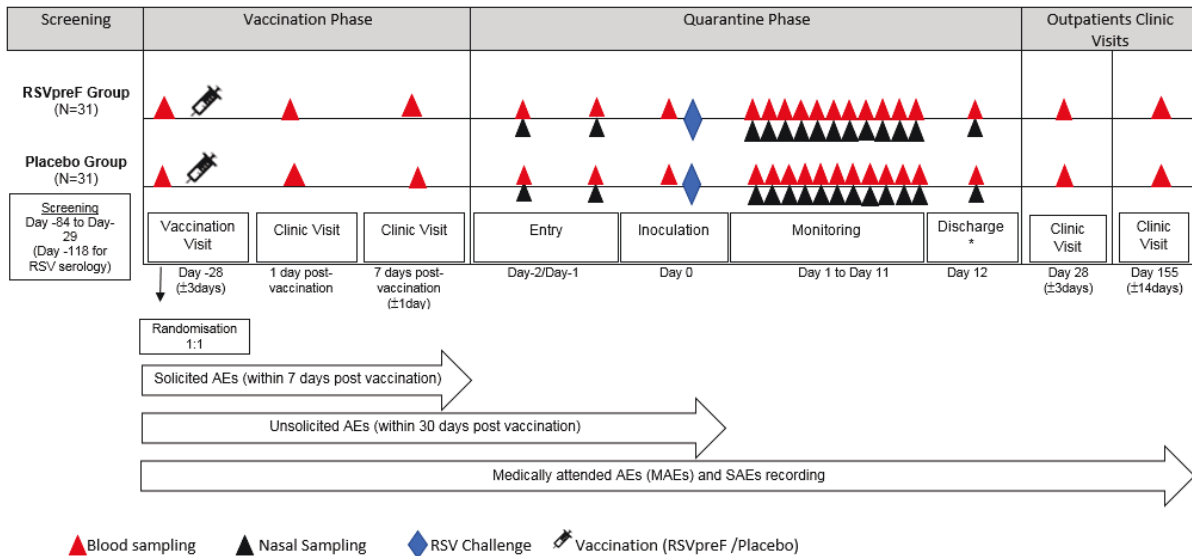 Screening
Vaccination Phase
Quarantine Phase
Outpatients Clinic
Visits
RSVpreF Group
(N=31)
Placebo Group
(N=31)
Screening
Day -84 to Day-
29
(Day -118 for
RSV serology)
Vaccination
Visit
Clinic Visit
Clinic Visit
Entry
Inoculation
Monitoring
Discharge
*
Clinic
Visit
Clinic
Visit
Day -28
(±3days)
1 day post-
vaccination
7 days post-
vaccination
(±1day)
Day-2/Day-1
Day 0
Day 1 to Day 11
Day 12
Day 28
(±3days)
Day 155
(±14days)
Randomisation
1:1
Solicited AEs (within 7 days post vaccination)
Unsolicited AEs (within 30 days post vaccination)
Medically attended AEs (MAEs) and SAEs recording
Blood sampling
Nasal Sampling
RSV Challenge
Vaccination (RSVpreF /Placebo)